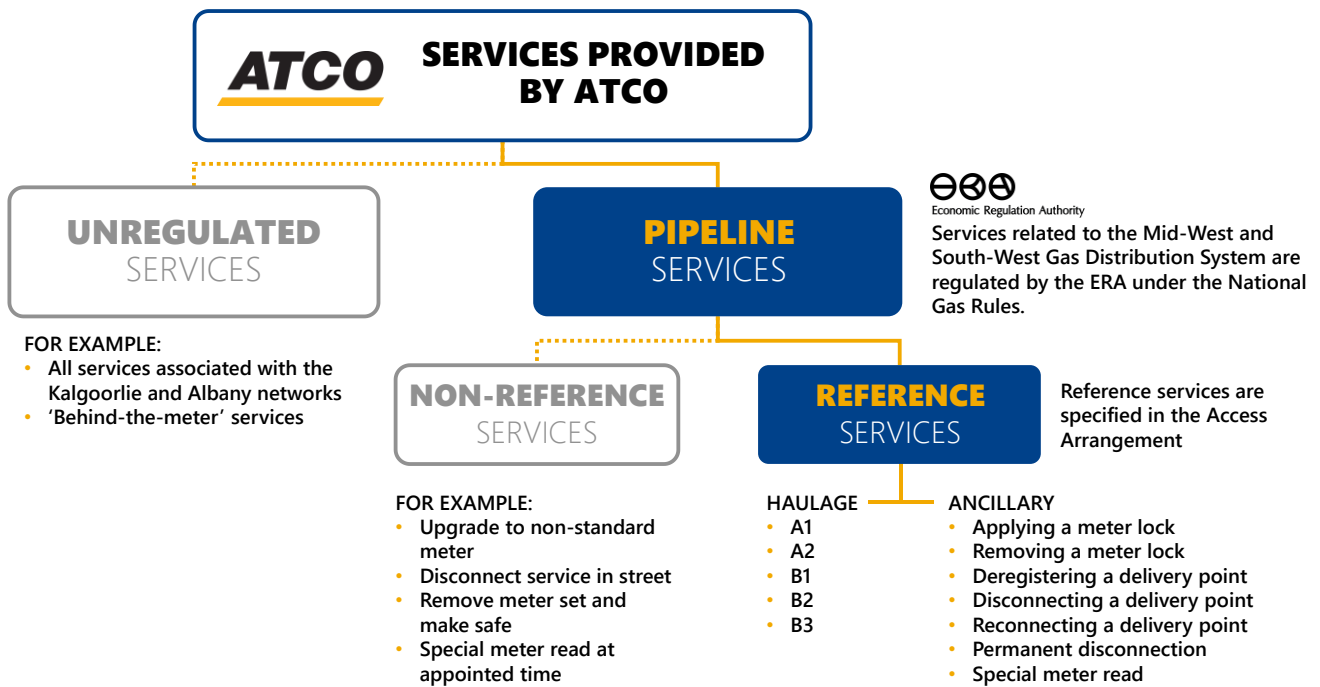 ATCO
SERVICES PROVIDED
BY ATCO
UNREGULATED
SERVICES
FOR EXAMPLE:
• All services associated with the
Kalgoorlie and Albany networks
• ‘Behind-the-meter’ services
PIPELINE
SERVICES
ERA
Economic Regulation Authority
Services related to the Mid-West and
South-West Gas Distribution System are
regulated by the ERA under the National
Gas Rules.
NON-REFERENCE
SERVICES
FOR EXAMPLE:
• Upgrade to non-standard
meter
• Disconnect service in street
• Remove meter set and
make safe
• Special meter read at
appointed time
REFERENCE
SERVICES
Reference services are
specified in the Access
Arrangement
HAULAGE
• A1
• A2
• B1
• B2
• B3
ANCILLARY
• Applying a meter lock
• Removing a meter lock
• Deregistering a delivery point
• Disconnecting a delivery point
• Reconnecting a delivery point
• Permanent disconnection
• Special meter read